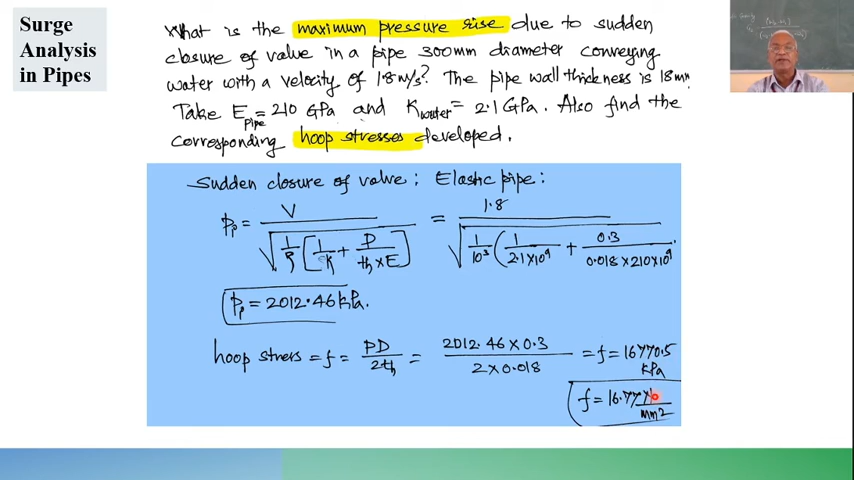 Surge
Analysis
in Pipes
What is the maximum pressure rise due to sudden
closure of valve in a pipe 300mm diameter conveying
water with a velocity of 1.8m/s? The pipe wall thickness is 18mm
Take E_Pipe = 210 GPa and K_water = 2.1 GPa. Also find the
corresponding hoop stresses developed.
Sudden closure of valve; Elastic pipe:
p_p = V / √(1/ρ [1/K + D/(th×E)]) = 1.8 / √(1/10³ (1/(2.1×10⁹) + 0.3/(0.018×210×10⁹)
p_p = 2012.46 kPa.
hoop stress = f = PD/2th = 2012.46×0.3 / 2×0.018 = f = 16770.5 kPa
f = 16.77 /mm2